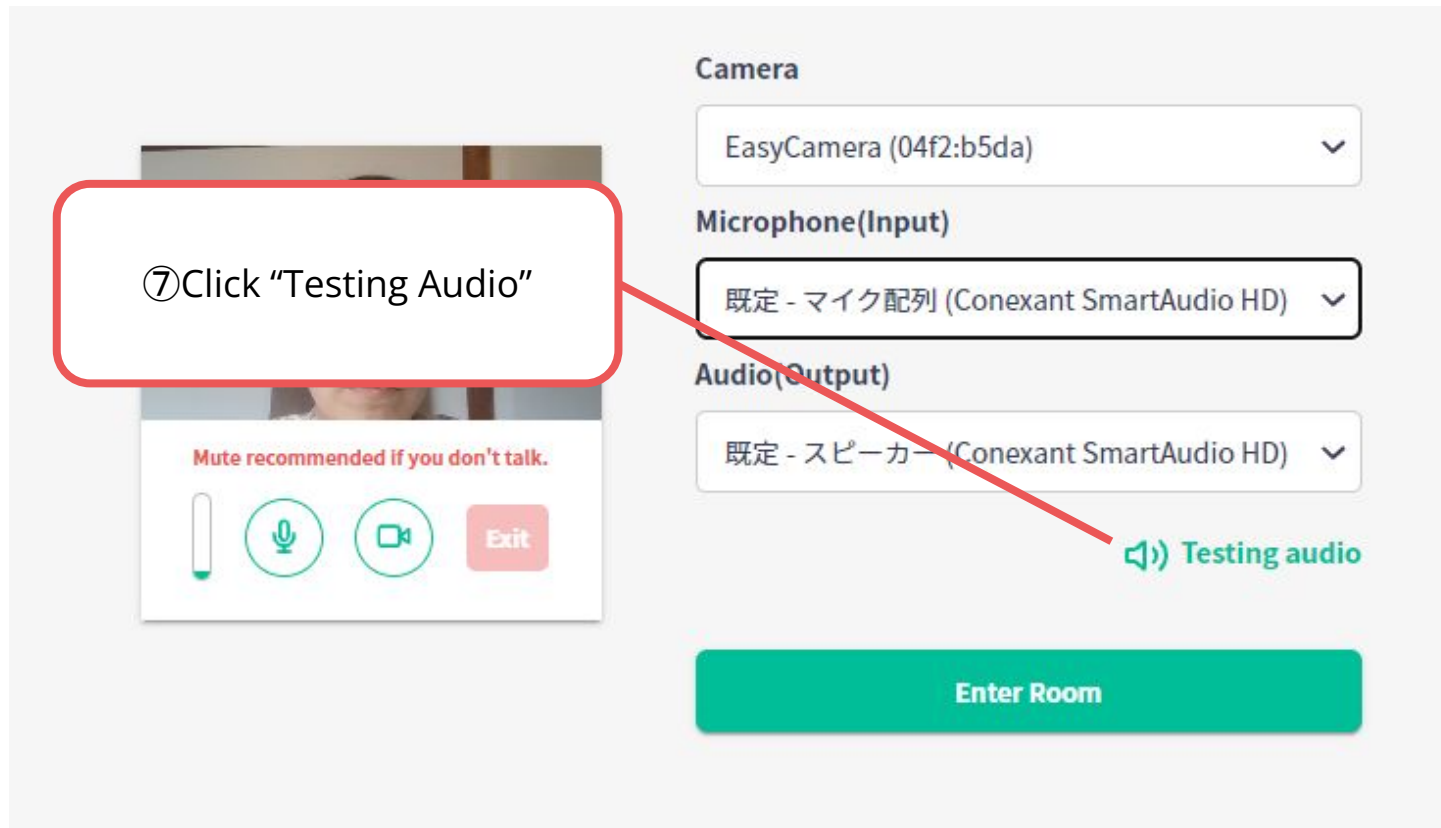 Camera
EasyCamera (04f2:b5da)
Microphone(Input)
⑦Click “Testing Audio”
既定 - マイク配列 (Conexant SmartAudio HD)
Audio(Output)
既定 - スピーカー (Conexant SmartAudio HD)
Mute recommended if you don't talk.
Exit
Testing audio
Enter Room